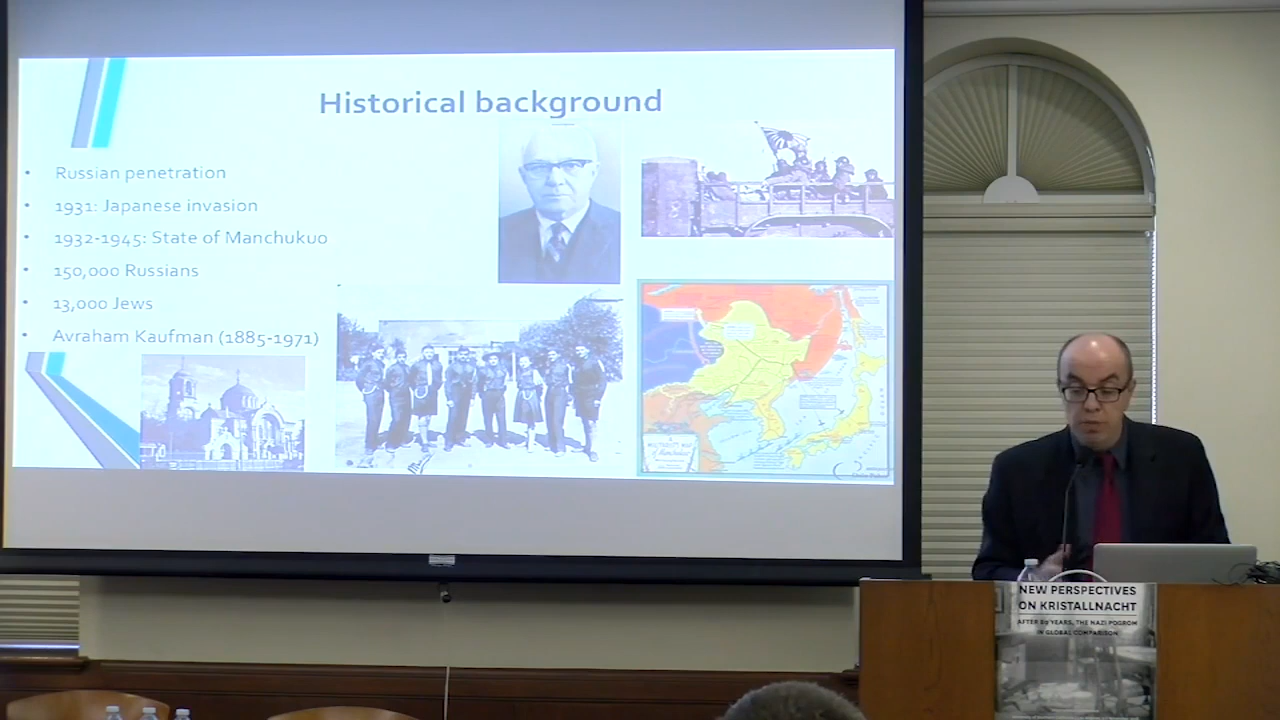 Historical background
• Russian penetration
• 1931: Japanese invasion
• 1932-1945: State of Manchukuo
• 150,000 Russians
• 13,000 Jews
• Avraham Kaufman (1885-1971)
NEW PERSPECTIVES
ON KRISTALLNACHT
AFTER 80 YEARS, THE NAZI POGROM
IN GLOBAL COMPARISON